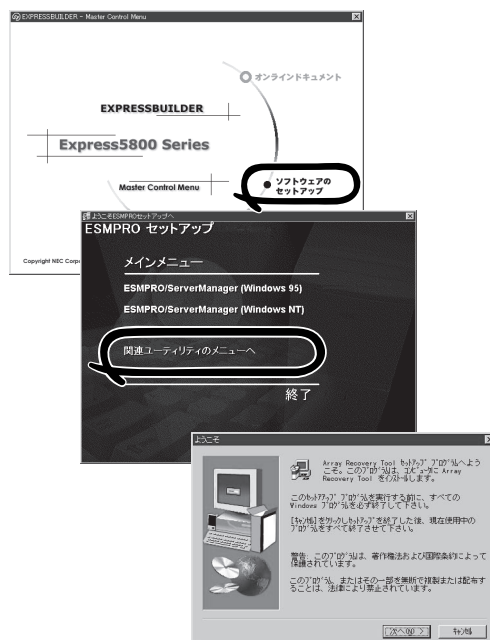 EXPRESSBUILDER - Master Control Menu
オンラインドキュメント
EXPRESSBUILDER
Express5800 Series
ソフトウェアの
セットアップ
Master Control Menu
Copyright NEC Corp
ようこそESMPROセットアップへ
ESMPRO セットアップ
メインメニュー
ESMPRO/ServerManager (Windows 95)
ESMPRO/ServerManager (Windows NT)
関連ユーティリティのメニューへ
終了
ようこそ
Array Recovery Tool ｾｯﾄｱｯﾌﾟ ﾌﾟﾛｸﾞﾗﾑへよう
こそ。このﾌﾟﾛｸﾞﾗﾑは、ｺﾝﾋﾟｭｰﾀに Array
Recovery Tool をｲﾝｽﾄｰﾙします。
このｾｯﾄｱｯﾌﾟ ﾌﾟﾛｸﾞﾗﾑを実行する前に、すべての
Windows ﾌﾟﾛｸﾞﾗﾑを必ず終了して下さい。
[ｷｬﾝｾﾙ]をｸﾘｯｸしｾｯﾄｱｯﾌﾟを終了した後、現在使用中の
ﾌﾟﾛｸﾞﾗﾑをすべて終了させて下さい。
警告: このﾌﾟﾛｸﾞﾗﾑは、著作権法および国際条約によって
保護されています。
このﾌﾟﾛｸﾞﾗﾑ、またはその一部を無断で複製または配布す
ることは、法律により禁止されています。
次へ(N) >
ｷｬﾝｾﾙ